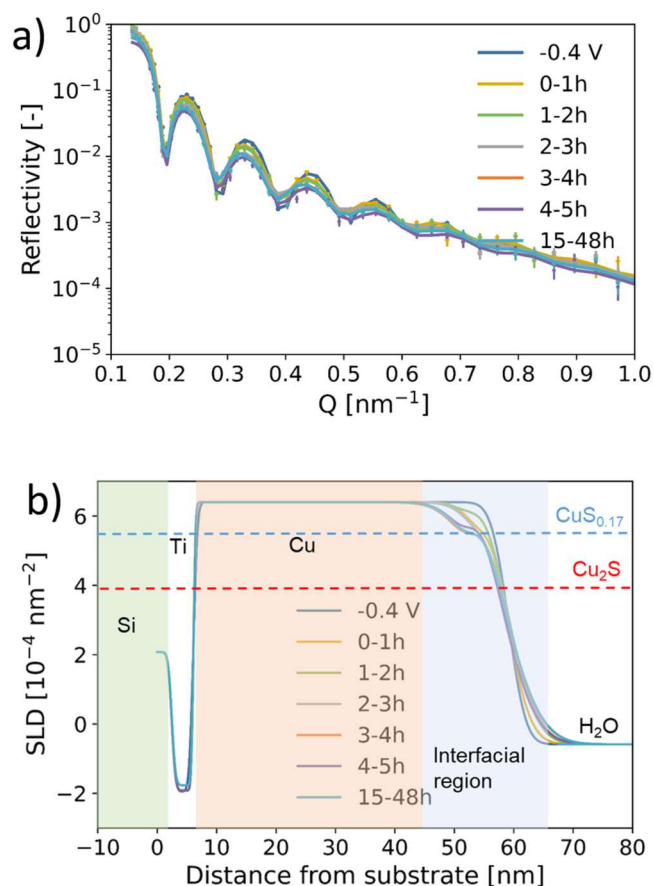 a)
10⁰
10⁻¹
10⁻²
10⁻³
10⁻⁴
10⁻⁵
Reflectivity [-]
-0.4 V
0-1h
1-2h
2-3h
3-4h
4-5h
15-48h
0.1 0.2 0.3 0.4 0.5 0.6 0.7 0.8 0.9 1.0
Q [nm⁻¹]
b)
6
4
2
0
−2
SLD [10⁻⁴ nm⁻²]
CuS₀.₁₇
Ti
Cu
Cu₂S
Si
-0.4 V
0-1h
1-2h
2-3h
3-4h
4-5h
15-48h
H₂O
Interfacial
region
−10 0 10 20 30 40 50 60 70 80
Distance from substrate [nm]